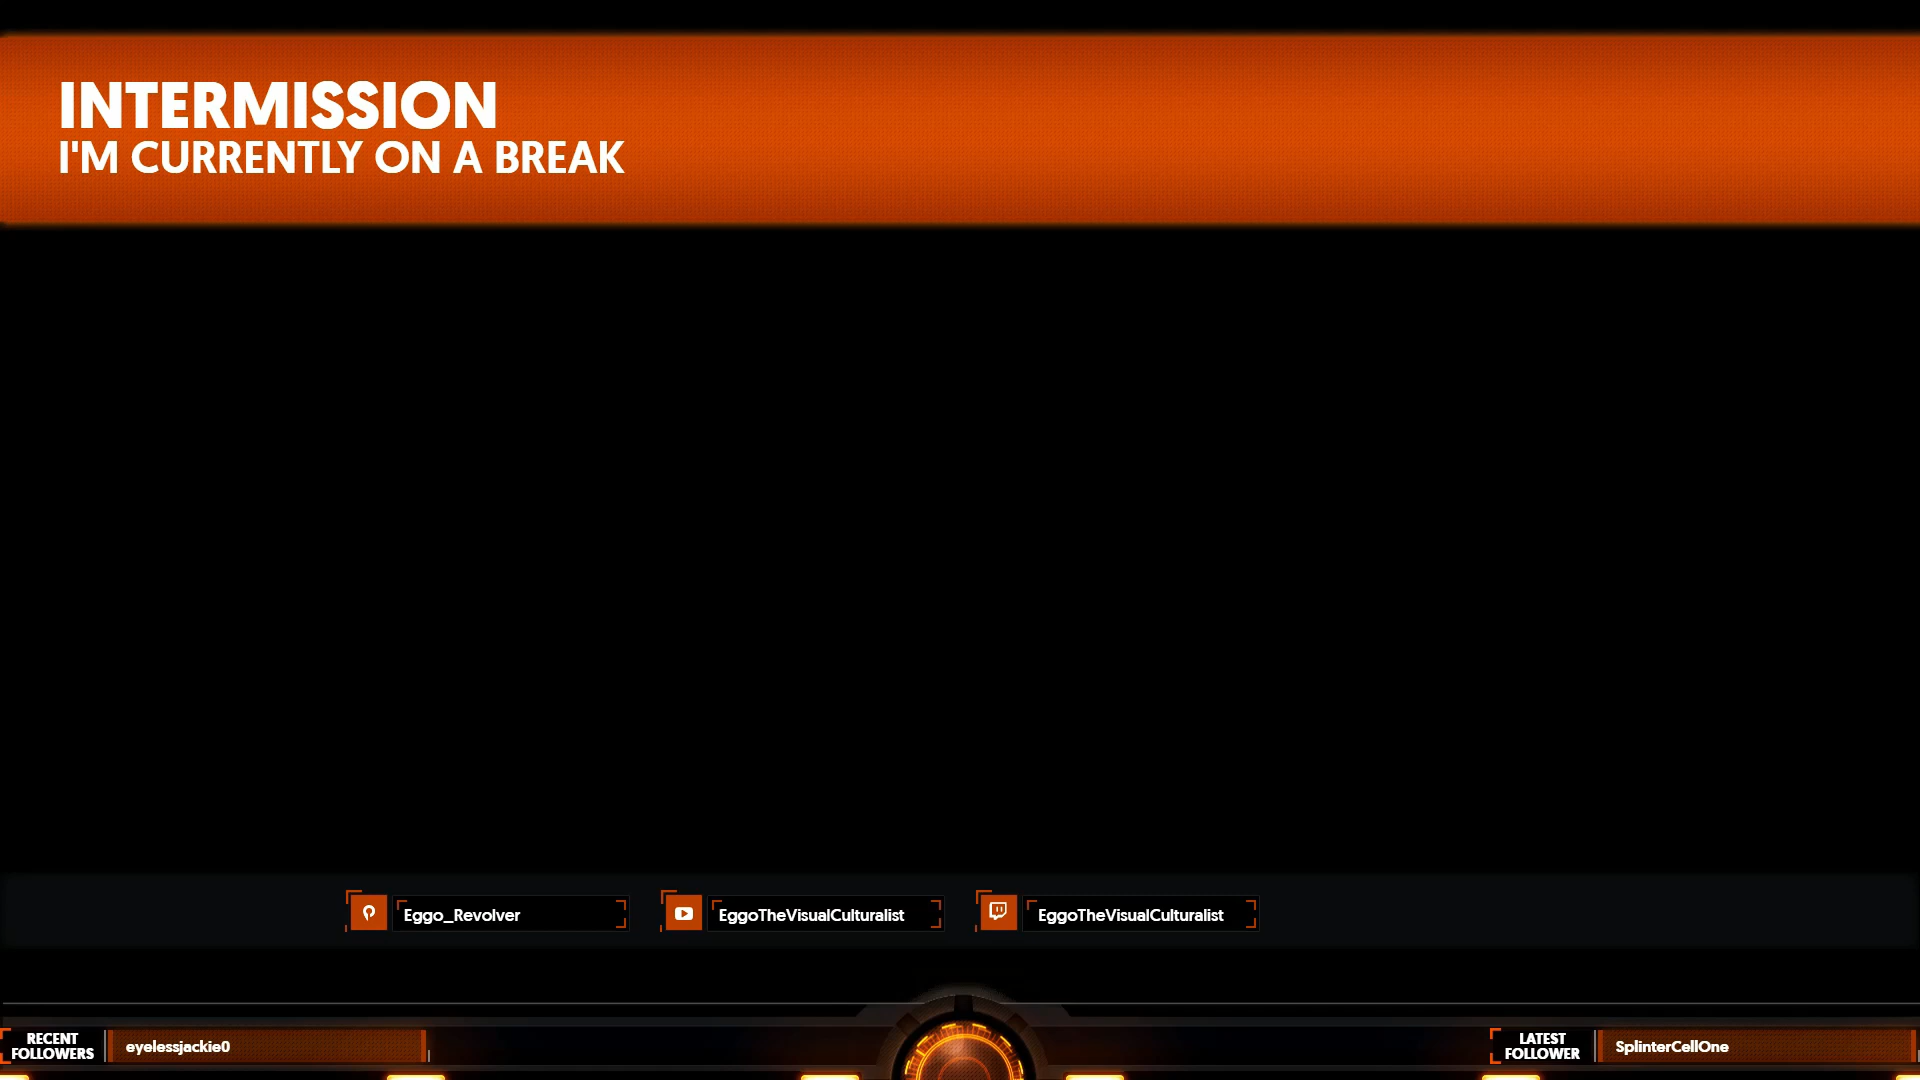 INTERMISSION
I'M CURRENTLY ON A BREAK
Eggo_Revolver
EggoTheVisualCulturalist
EggoTheVisualCulturalist
RECENT
FOLLOWERS
eyelessjackie0
LATEST
FOLLOWER
SplinterCellOne